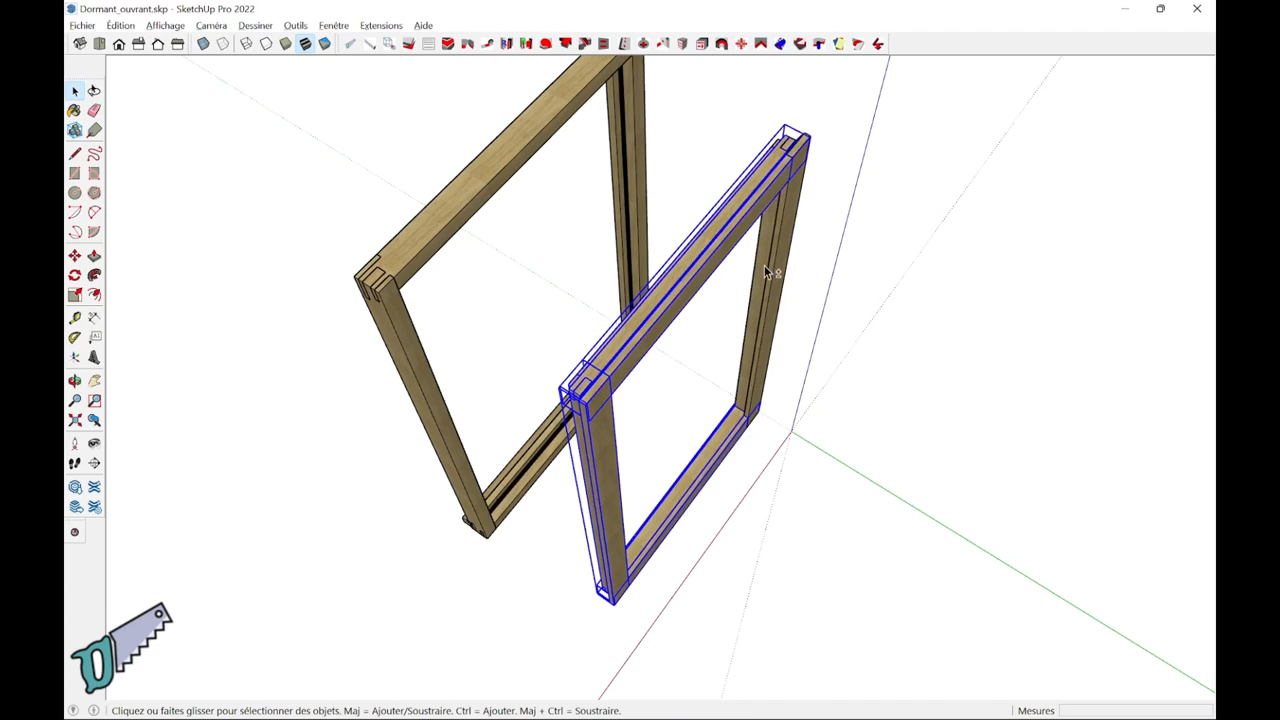 Dormant_ouvrant.skp - SketchUp Pro 2022
Fichier Édition Affichage Caméra Dessiner Outils Fenêtre Extensions Aide
Cliquez ou faites glisser pour sélectionner des objets. Maj = Ajouter/Soustraire. Ctrl = Ajouter. Maj + Ctrl = Soustraire.
Mesures